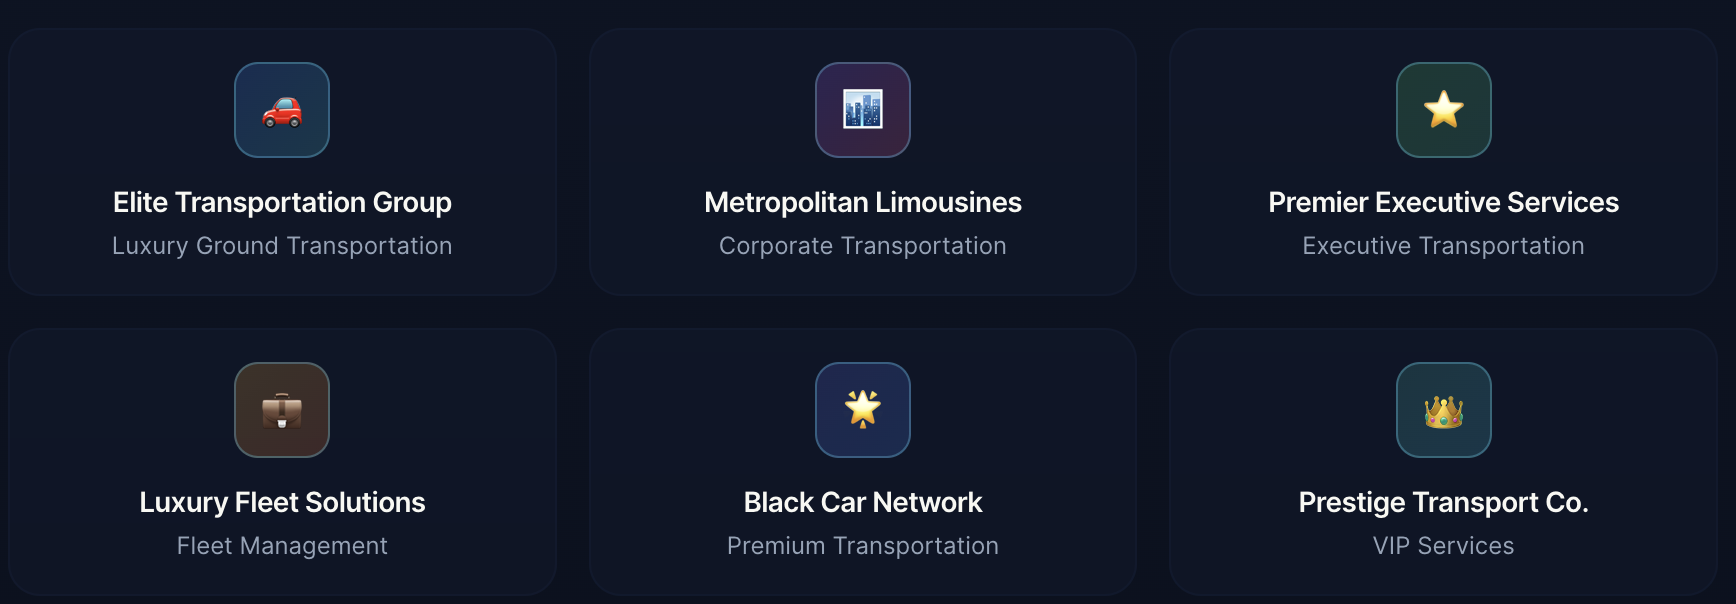 Elite Transportation Group
Luxury Ground Transportation
Metropolitan Limousines
Corporate Transportation
Premier Executive Services
Executive Transportation
Luxury Fleet Solutions
Fleet Management
Black Car Network
Premium Transportation
Prestige Transport Co.
VIP Services